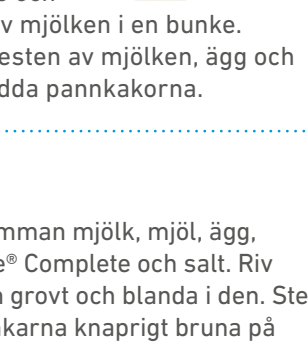 v mjölken i en bunke.
esten av mjölken, ägg och
dda pannkakorna.
mman mjölk, mjöl, ägg,
e® Complete och salt. Riv
grovt och blanda i den. Ste
karna knaprigt bruna på